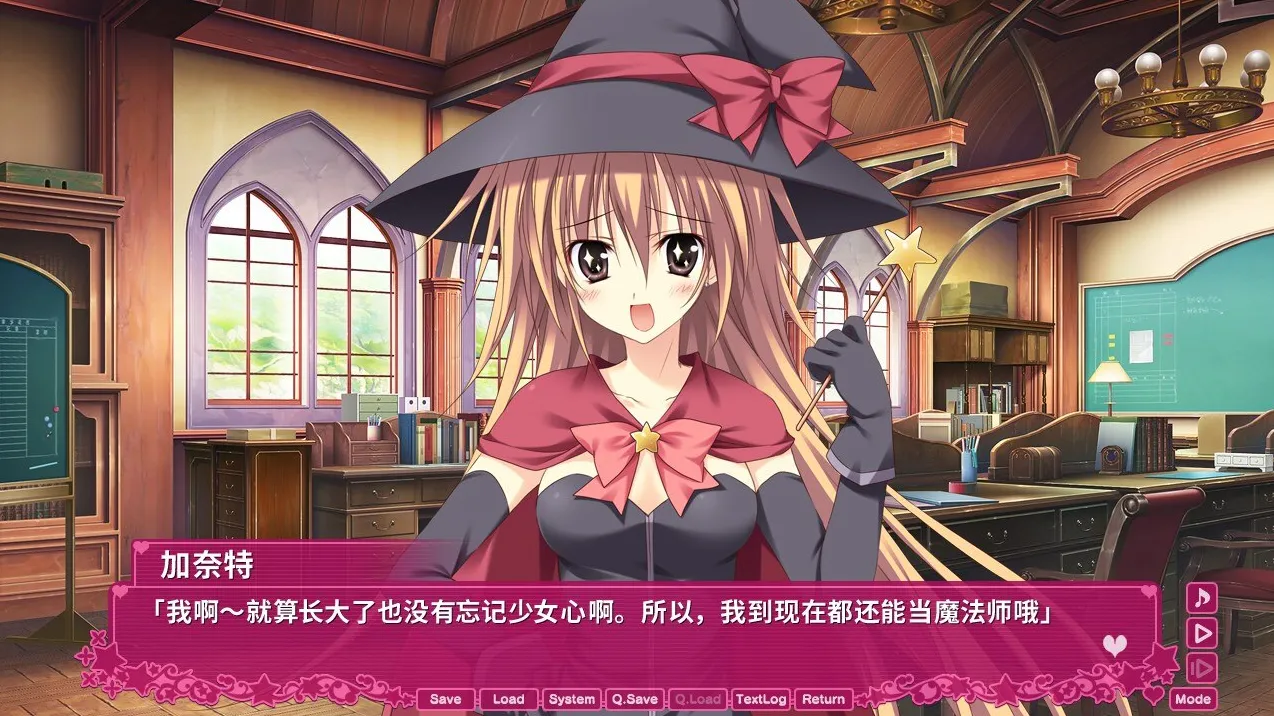 加奈特
「我啊～就算长大了也没有忘记少女心啊。所以，我到现在都还能当魔法师哦」
Save
Load
System
Q.Save
Q.Load
TextLog
Return
Mode